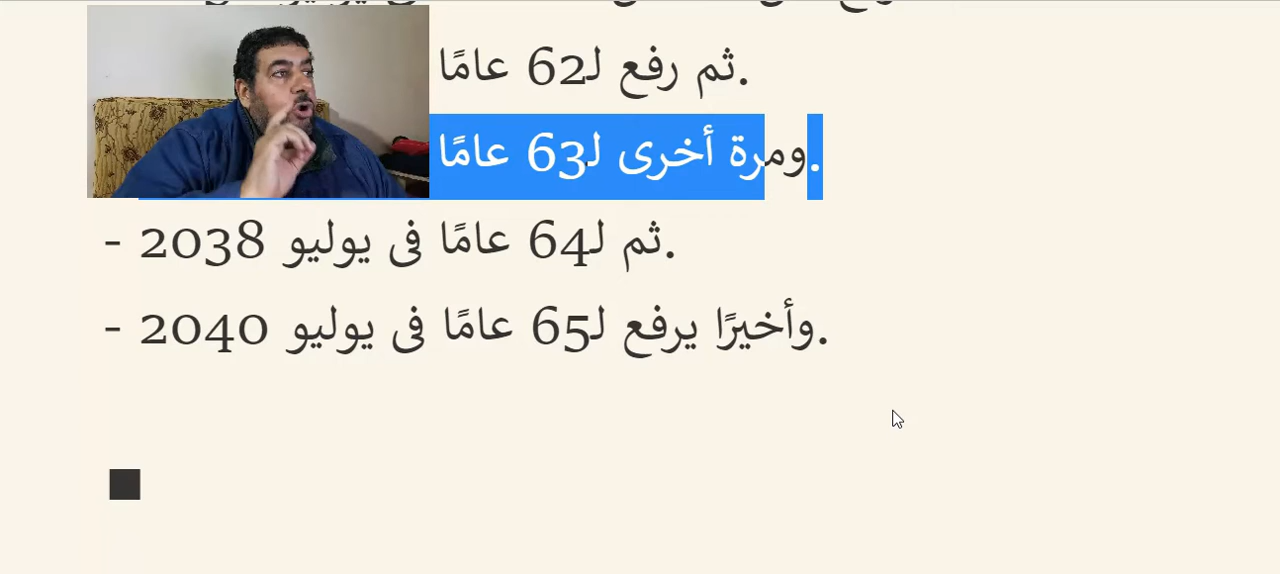 ثم رفع لـ62 عامًا.
ومرة أخرى لـ63 عامًا.
ثم لـ64 عامًا فى يوليو 2038 -.
وأخيرًا يرفع لـ65 عامًا فى يوليو 2040 -.